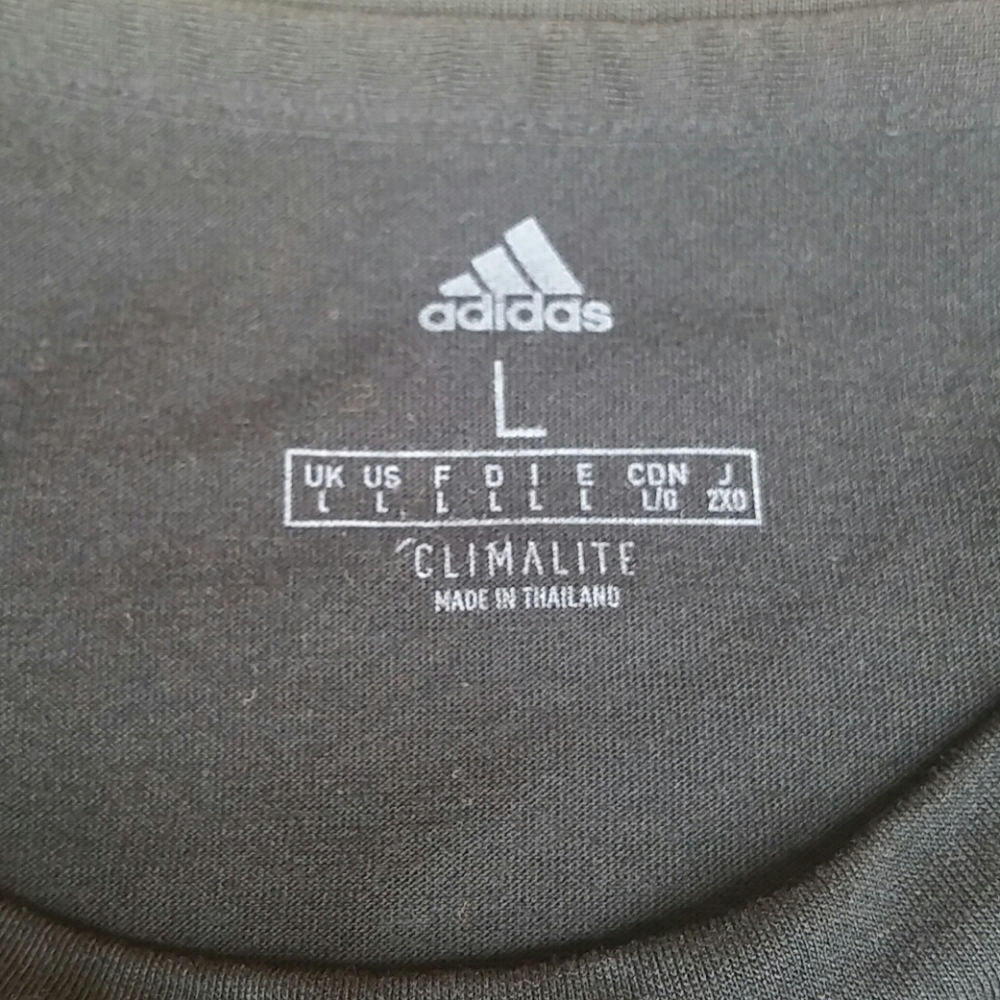 adidas
L
UK US F D I E CDN J
L L L L L L L/G 2XO
CLIMALITE
MADE IN THAILAND